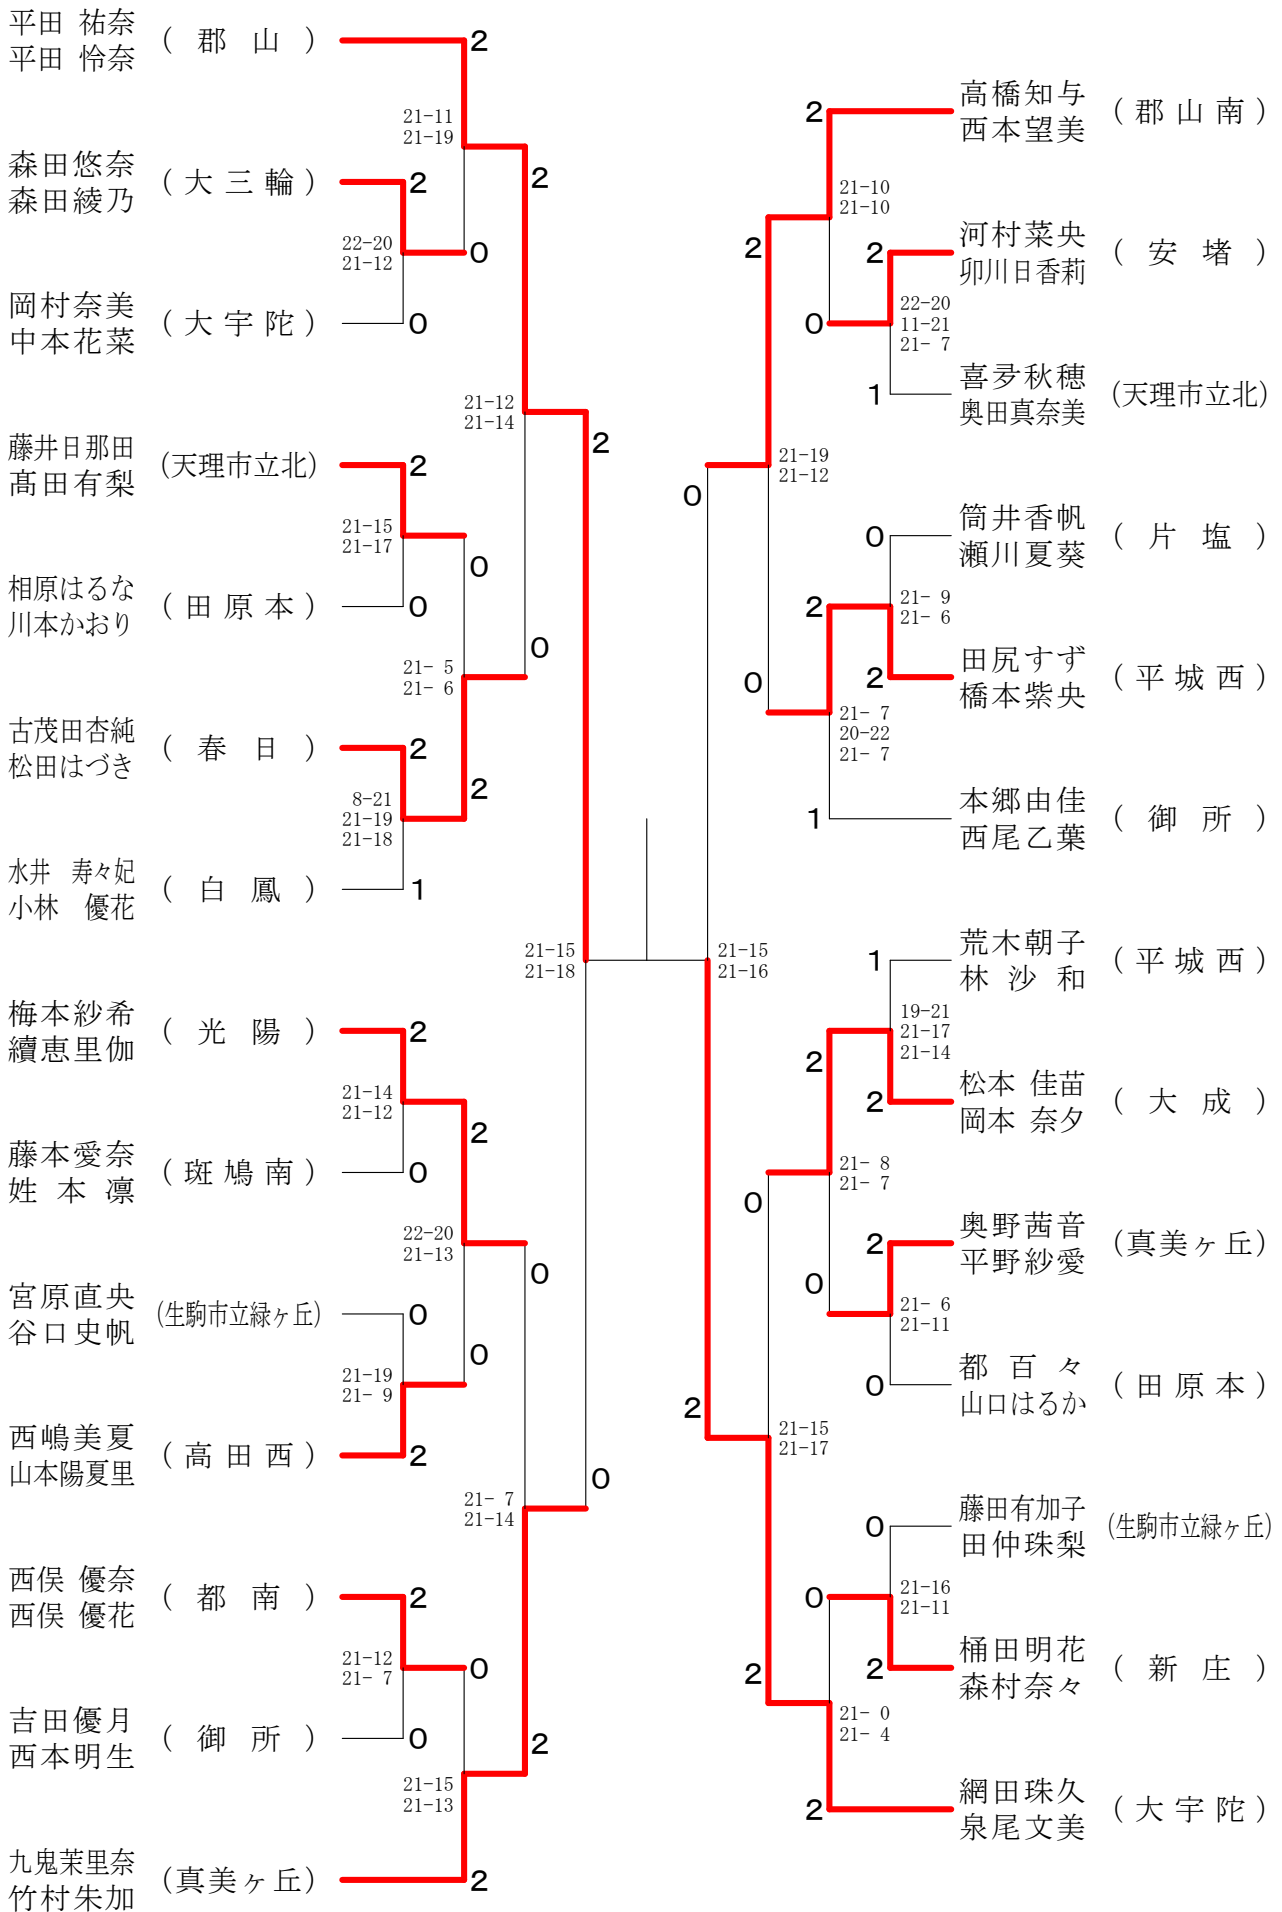 平田 祐奈
平田 怜奈
( 郡 山 )
2
21-11
21-19
2
森田悠奈
森田綾乃
( 大 三 輪 )
2
22-20
21-12
0
岡村奈美
中本花菜
( 大 宇 陀 )
0
21-12
21-14
2
藤井日那田
髙田有梨
(天理市立北)
2
21-15
21-17
0
相原はるな
川本かおり
( 田 原 本 )
0
0
21- 5
21- 6
古茂田杏純
松田はづき
( 春 日 )
2
2
8-21
21-19
21-18
水井 寿々妃
小林 優花
( 白 鳳 )
1
21-15
21-18
梅本紗希
續恵里伽
( 光 陽 )
2
21-14
21-12
2
藤本愛奈
姓 本 凛
( 斑 鳩 南 )
0
22-20
21-13
0
宮原直央
谷口史帆
(生駒市立緑ヶ丘)
0
0
21-19
21- 9
西嶋美夏
山本陽夏里
( 高 田 西 )
2
0
21- 7
21-14
西俣 優奈
西俣 優花
( 都 南 )
2
21-12
21- 7
0
吉田優月
西本明生
( 御 所 )
0
2
21-15
21-13
九鬼茉里奈
竹村朱加
(真美ヶ丘)
2
2
高橋知与
西本望美
( 郡 山 南 )
21-10
21-10
2
2
河村菜央
卯川日香莉
( 安 堵 )
0
22-20
11-21
21- 7
1
喜多秋穂
奥田真奈美
(天理市立北)
21-19
21-12
0
0
筒井香帆
瀬川夏葵
( 片 塩 )
2
21- 9
21- 6
0
2
田尻すず
橋本紫央
( 平 城 西 )
21- 7
20-22
21- 7
1
本郷由佳
西尾乙葉
( 御 所 )
21-15
21-16
1
荒木朝子
林 沙 和
( 平 城 西 )
19-21
21-17
21-14
2
2
松本 佳苗
岡本 奈夕
( 大 成 )
21- 8
21- 7
0
2
奥野茜音
平野紗愛
(真美ヶ丘)
0
21- 6
21-11
0
都 百 々
山口はるか
( 田 原 本 )
2
21-15
21-17
0
藤田有加子
田仲珠梨
(生駒市立緑ヶ丘)
0
21-16
21-11
2
2
桶田明花
森村奈々
( 新 庄 )
21- 0
21- 4
2
網田珠久
泉尾文美
( 大 宇 陀 )